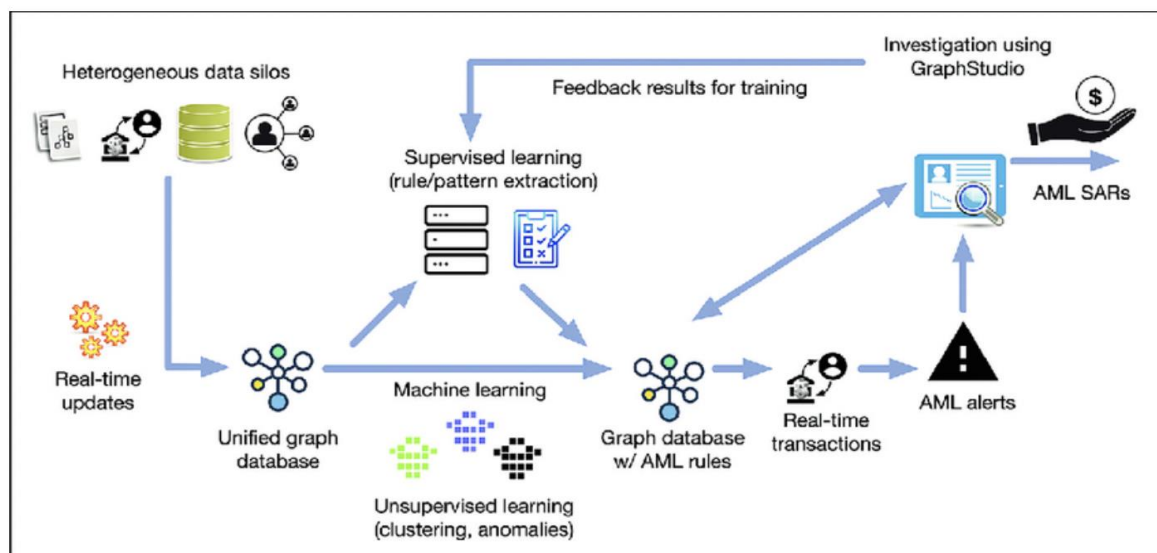 Heterogeneous data silos
Feedback results for training
Investigation using
GraphStudio
$
Supervised learning
(rule/pattern extraction)
AML SARs
Real-time
updates
Machine learning
AML alerts
Unified graph
database
Graph database
w/ AML rules
Real-time
transactions
Unsupervised learning
(clustering, anomalies)